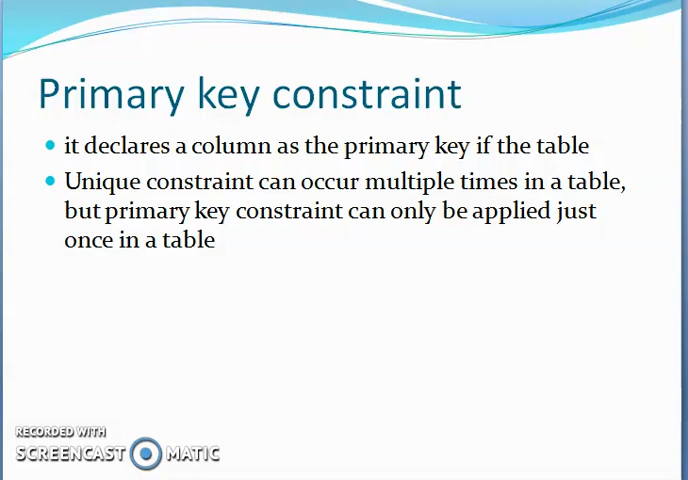 Primary key constraint
it declares a column as the primary key if the table
Unique constraint can occur multiple times in a table,
but primary key constraint can only be applied just
once in a table
RECORDED WITH
SCREENCAST MATIC